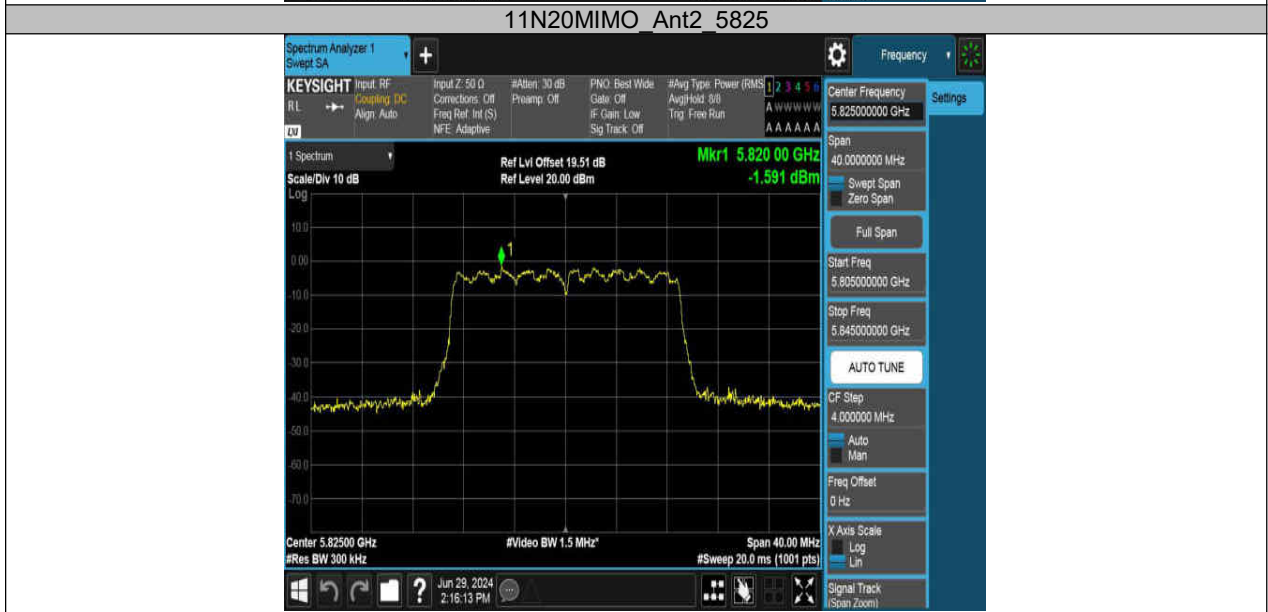 11N20MIMO_Ant2_5825
Spectrum Analyzer 1
Swept SA
+
Frequency
KEYSIGHT
RL
LXI
Input: RF
Coupling: DC
Align: Auto
Input Z: 50 Ω
Corrections: Off
Freq Ref: Int (S)
NFE: Adaptive
#Atten: 30 dB
Preamp: Off
PNO: Best Wide
Gate: Off
IF Gain: Low
Sig Track: Off
#Avg Type: Power (RMS
Avg|Hold: 8/8
Trig: Free Run
1 2 3 4 5 6
A W W W W W
A A A A A A
1 Spectrum
Scale/Div 10 dB
Log
Ref Lvl Offset 19.51 dB
Ref Level 20.00 dBm
Mkr1 5.820 00 GHz
-1.591 dBm
10.0
0.00
-10.0
-20.0
-30.0
-40.0
-50.0
-60.0
-70.0
1
Center 5.82500 GHz
#Res BW 300 kHz
#Video BW 1.5 MHz*
Span 40.00 MHz
#Sweep 20.0 ms (1001 pts)
?
Jun 29, 2024
2:16:13 PM
Center Frequency
5.825000000 GHz
Settings
Span
40.0000000 MHz
Swept Span
Zero Span
Full Span
Start Freq
5.805000000 GHz
Stop Freq
5.845000000 GHz
AUTO TUNE
CF Step
4.000000 MHz
Auto
Man
Freq Offset
0 Hz
X Axis Scale
Log
Lin
Signal Track
(Span Zoom)